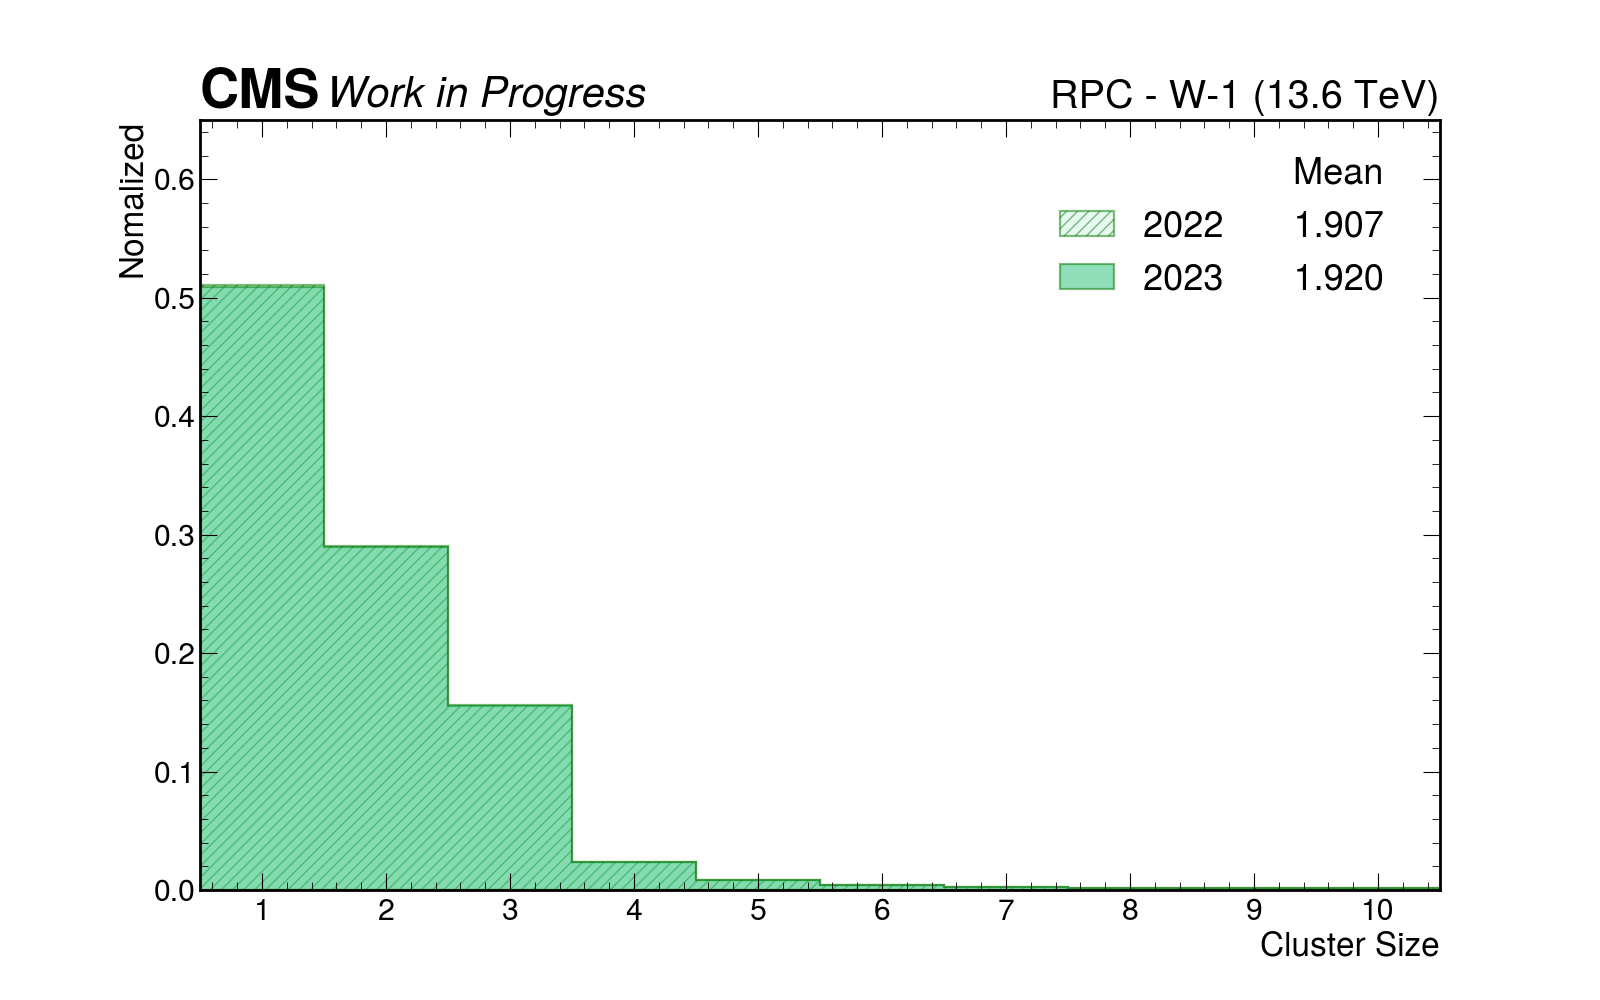 CMS Work in Progress
RPC - W-1 (13.6 TeV)
Nomalized
Mean
2022 1.907
2023 1.920
0.6
0.5
0.4
0.3
0.2
0.1
0.0
1 2 3 4 5 6 7 8 9 10
Cluster Size